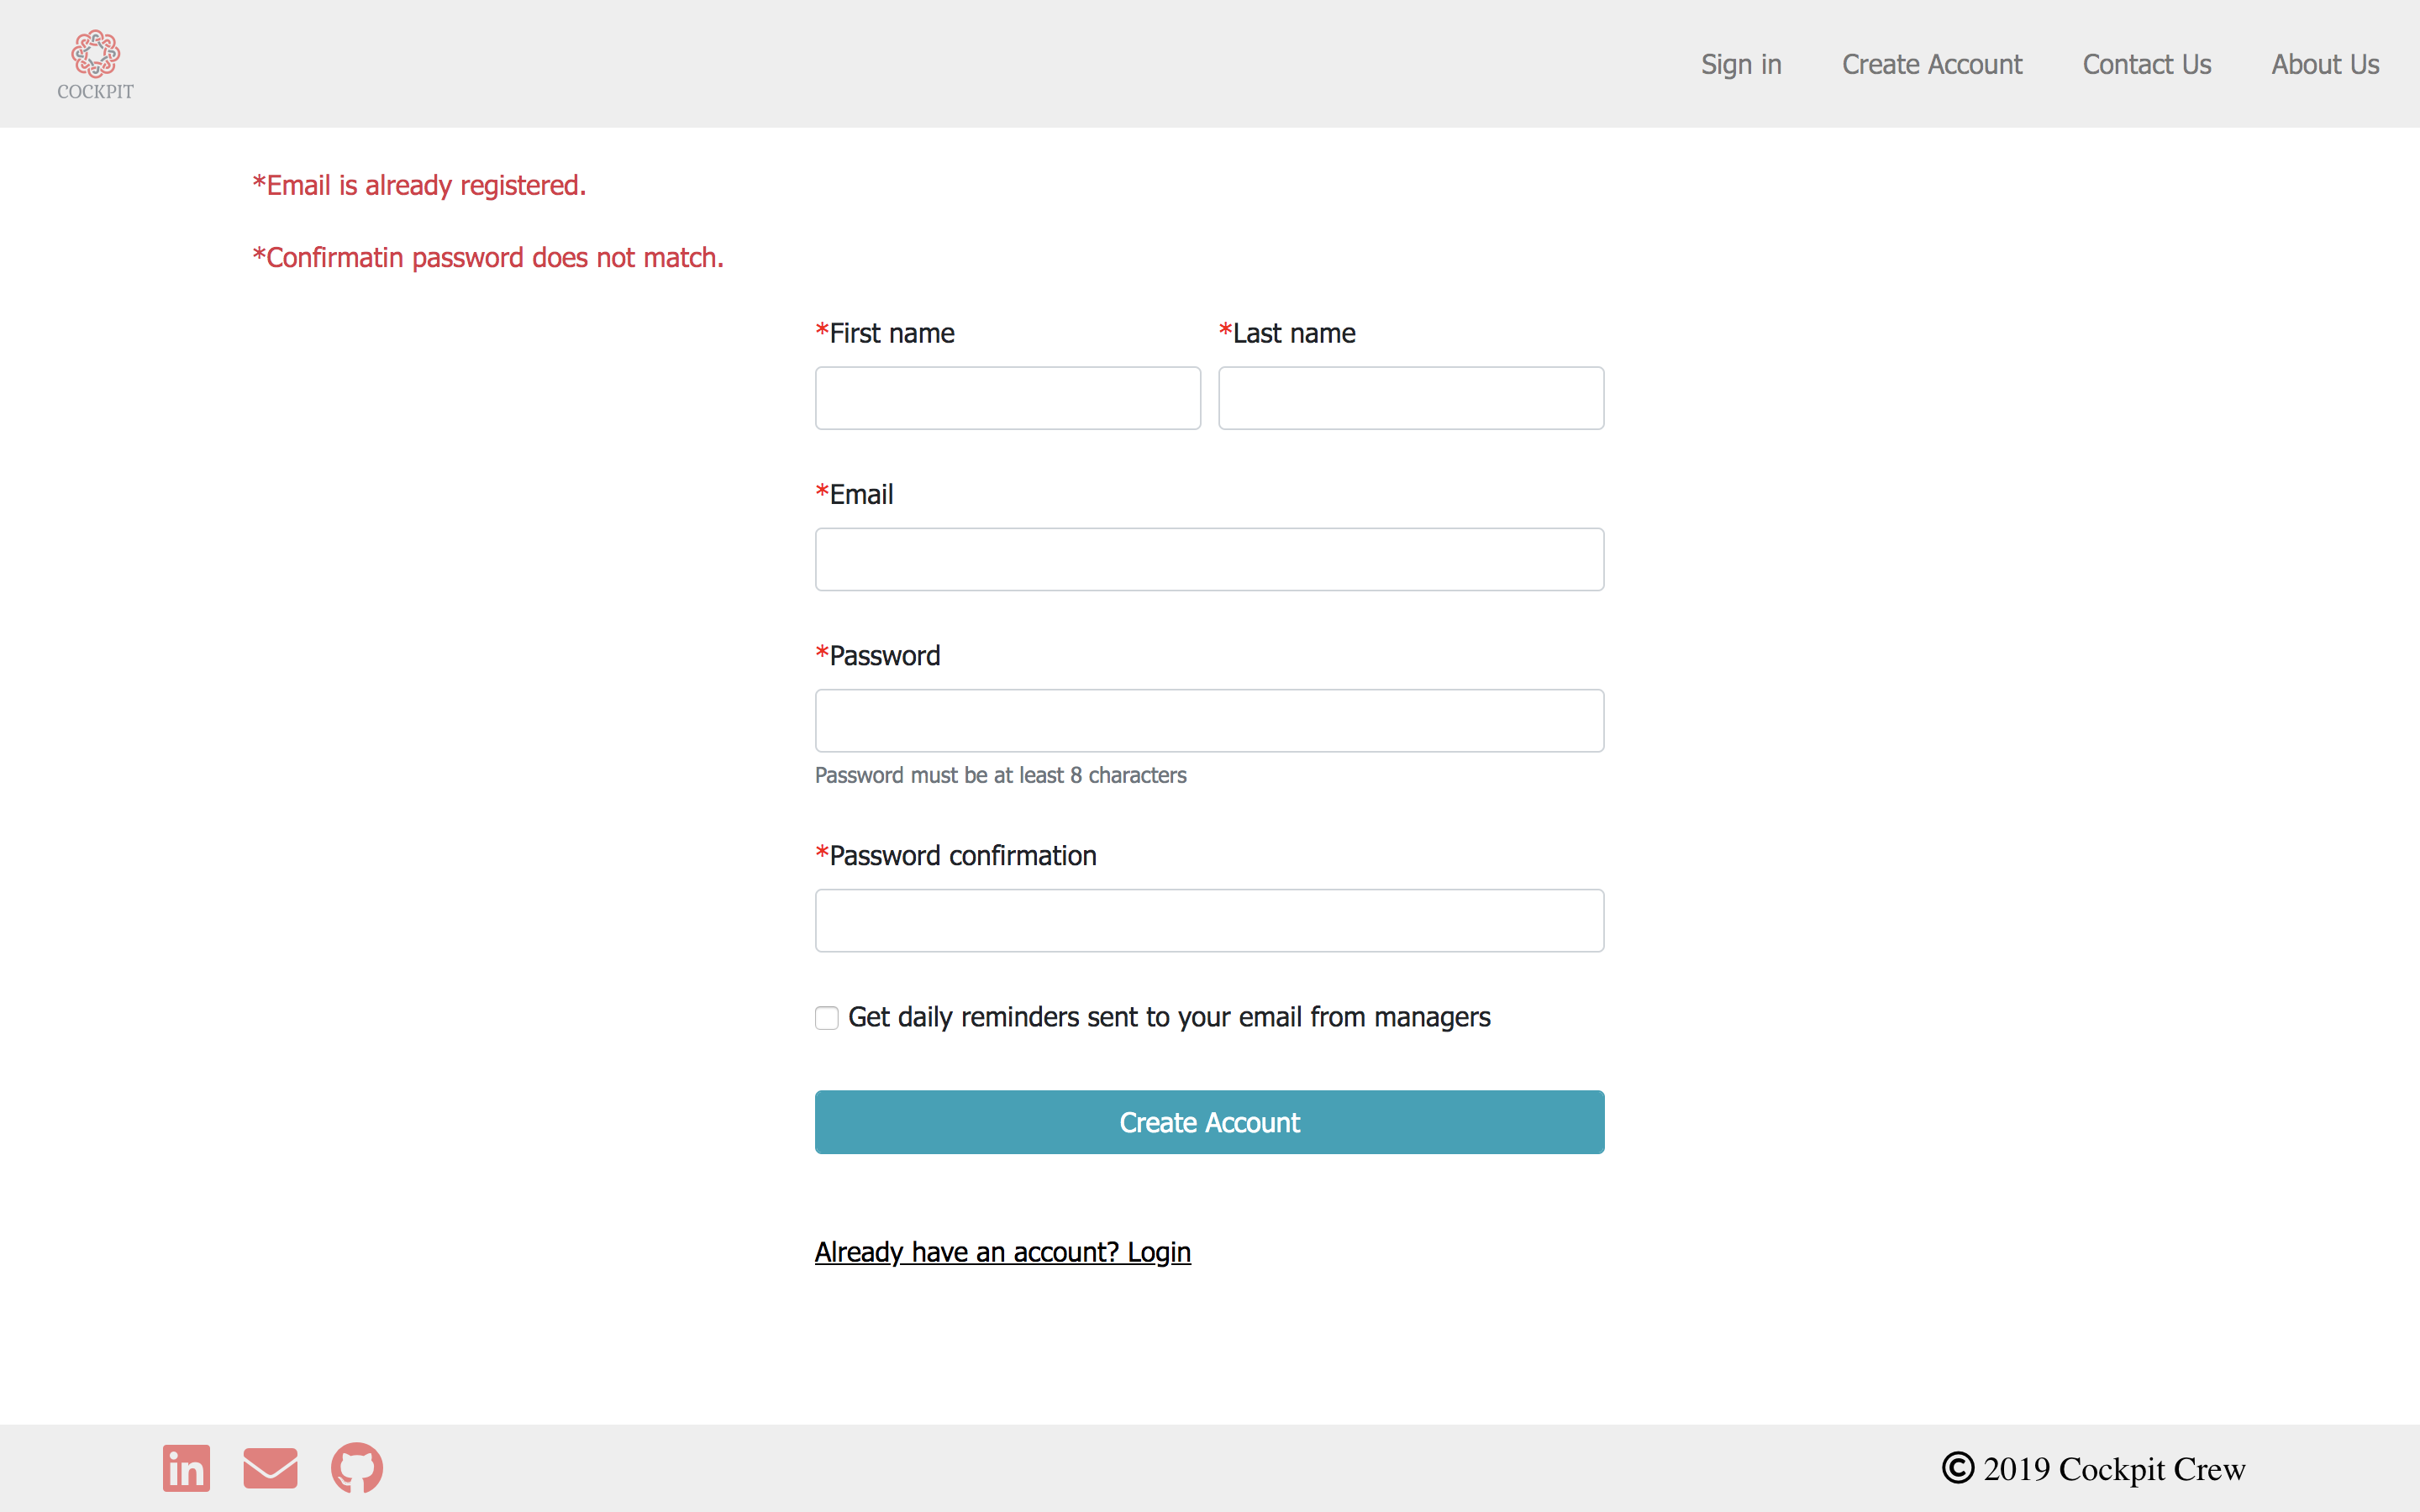 COCKPIT
Sign in Create Account Contact Us About Us
*Email is already registered.
*Confirmatin password does not match.
*First name *Last name
*Email
*Password
Password must be at least 8 characters
*Password confirmation
Get daily reminders sent to your email from managers
Create Account
Already have an account? Login
in
© 2019 Cockpit Crew